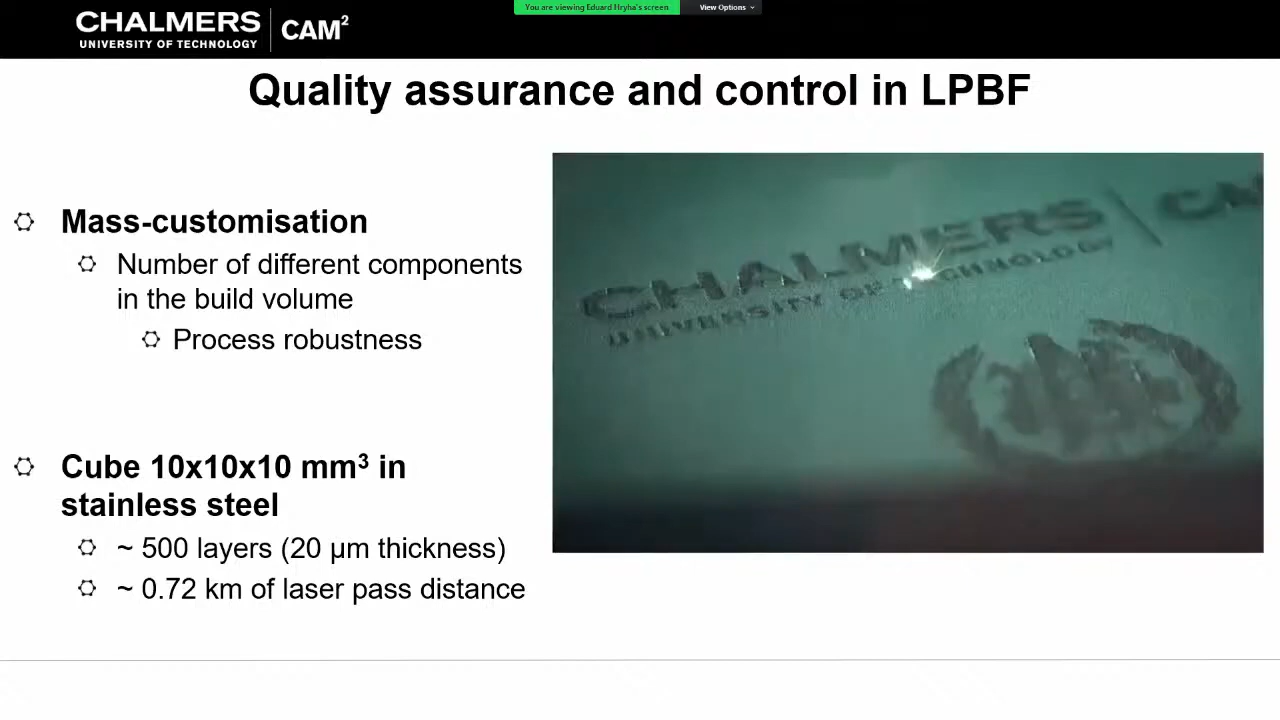 You are viewing Eduard Hryha's screen
View Options
CHALMERS
UNIVERSITY OF TECHNOLOGY
CAM²
Quality assurance and control in LPBF
Mass-customisation
Number of different components
in the build volume
Process robustness
Cube 10x10x10 mm³ in
stainless steel
~ 500 layers (20 µm thickness)
~ 0.72 km of laser pass distance
CHALMERS
UNIVERSITY OF